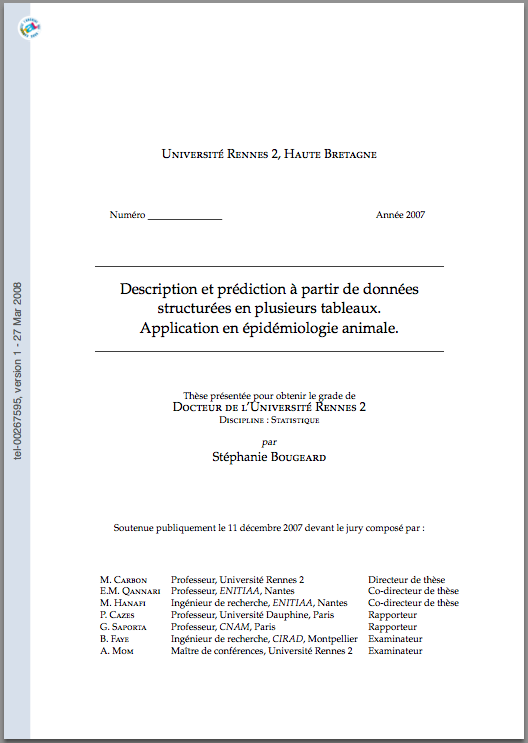 Université Rennes 2, Haute Bretagne
Numéro _______________ Année 2007
Description et prédiction à partir de données
structurées en plusieurs tableaux.
Application en épidémiologie animale.
Thèse présentée pour obtenir le grade de
Docteur de l'Université Rennes 2
Discipline : Statistique
par
Stéphanie Bougeard
Soutenue publiquement le 11 décembre 2007 devant le jury composé par :
M. Carbon Professeur, Université Rennes 2 Directeur de thèse
E.M. Qannari Professeur, ENITIAA, Nantes Co-directeur de thèse
M. Hanafi Ingénieur de recherche, ENITIAA, Nantes Co-directeur de thèse
P. Cazes Professeur, Université Dauphine, Paris Rapporteur
G. Saporta Professeur, CNAM, Paris Rapporteur
B. Faye Ingénieur de recherche, CIRAD, Montpellier Examinateur
A. Mom Maître de conférences, Université Rennes 2 Examinateur
tel-00267595, version 1 - 27 Mar 2008